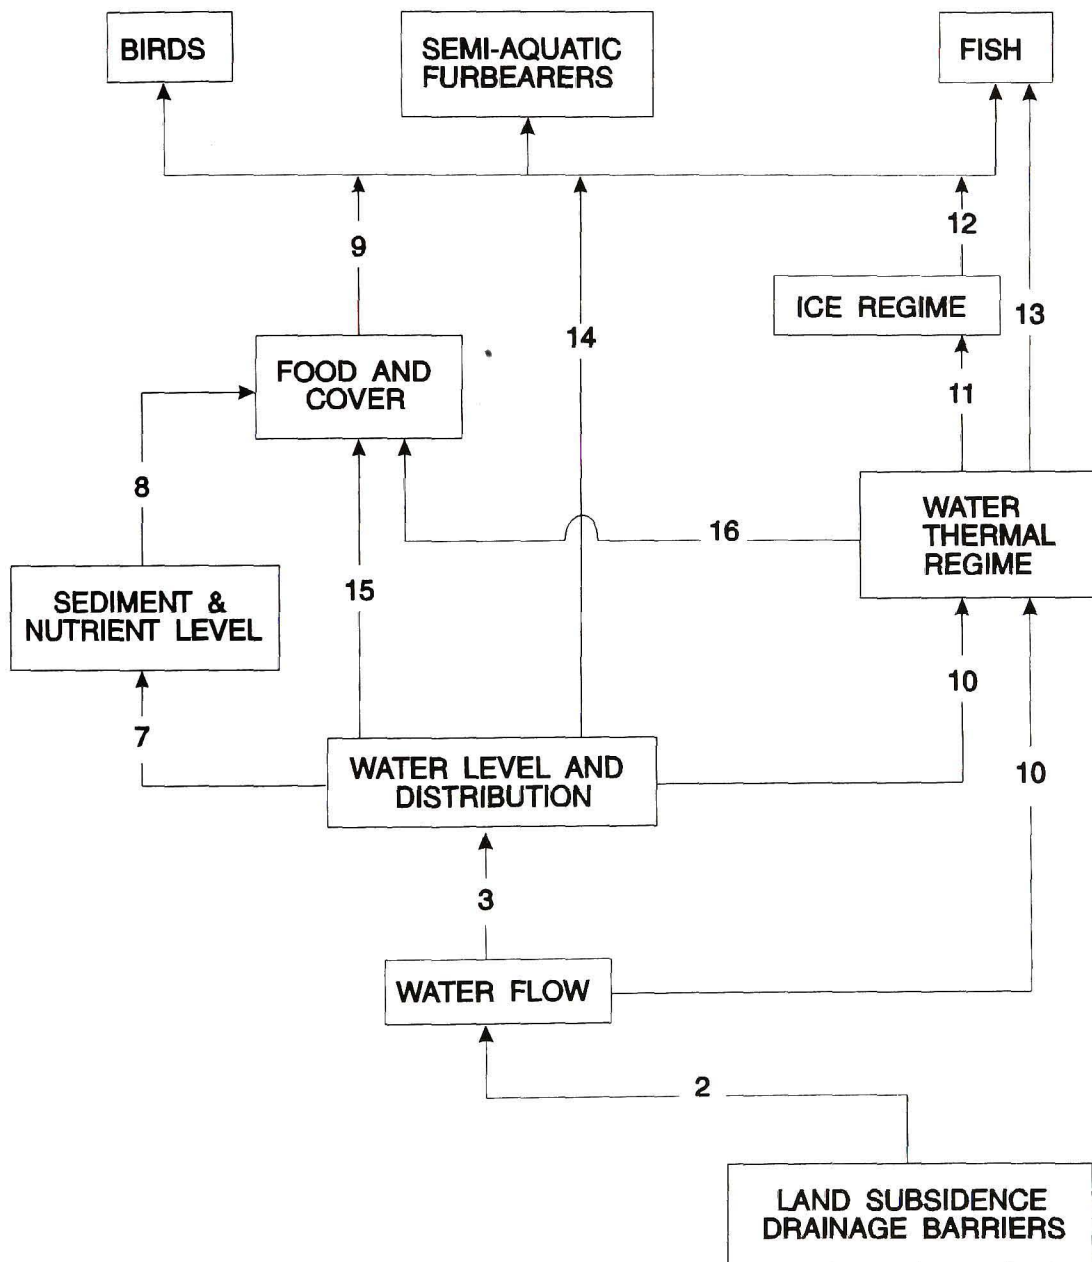 BIRDS
SEMI-AQUATIC
FURBEARERS
FISH
12
9
ICE REGIME
13
14
FOOD AND
COVER
11
8
WATER
THERMAL
REGIME
16
15
SEDIMENT &
NUTRIENT LEVEL
10
7
WATER LEVEL AND
DISTRIBUTION
10
3
WATER FLOW
2
LAND SUBSIDENCE
DRAINAGE BARRIERS